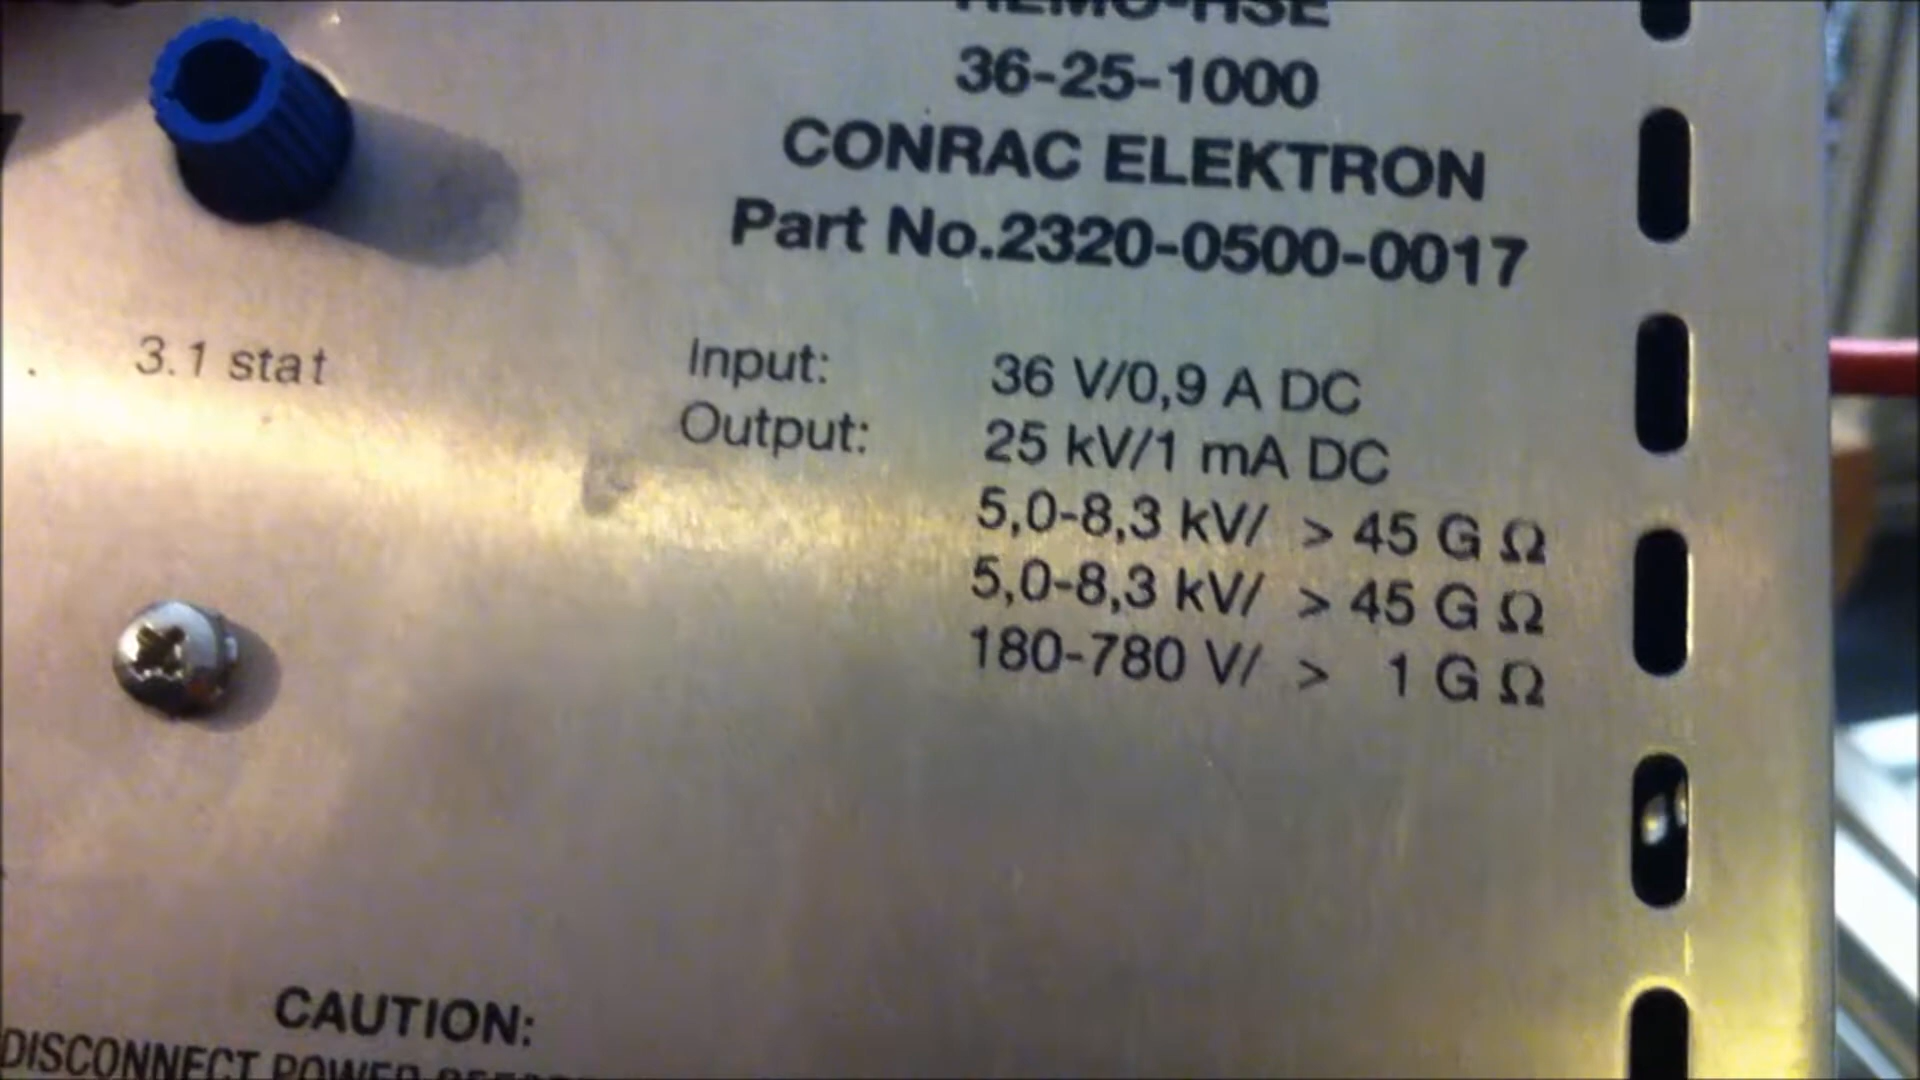 36-25-1000
CONRAC ELEKTRON
Part No.2320-0500-0017
3.1 stat
Input: 36 V/0,9 A DC
Output: 25 kV/1 mA DC
5,0-8,3 kV/ > 45 G Ω
5,0-8,3 kV/ > 45 G Ω
180-780 V/ > 1 G Ω
CAUTION:
DISCONNECT POWER